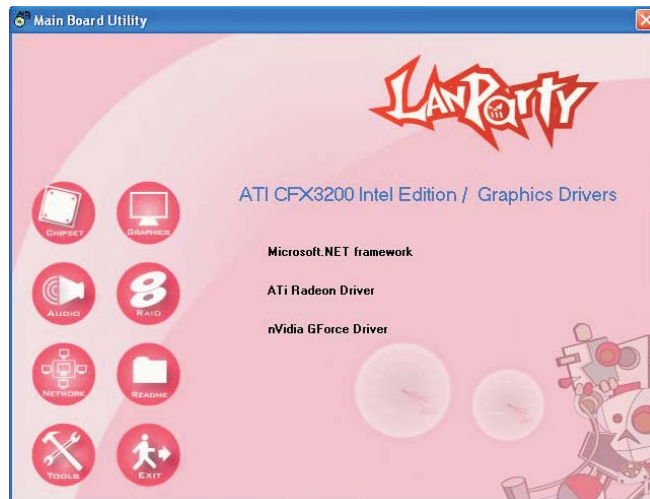 Main Board Utility
LANPARTY
ATI CFX3200 Intel Edition / Graphics Drivers
CHIPSET
GRAPHICS
Microsoft.NET framework
ATi Radeon Driver
AUDIO
RAID
nVidia GForce Driver
NETWORK
README
TOOLS
EXIT